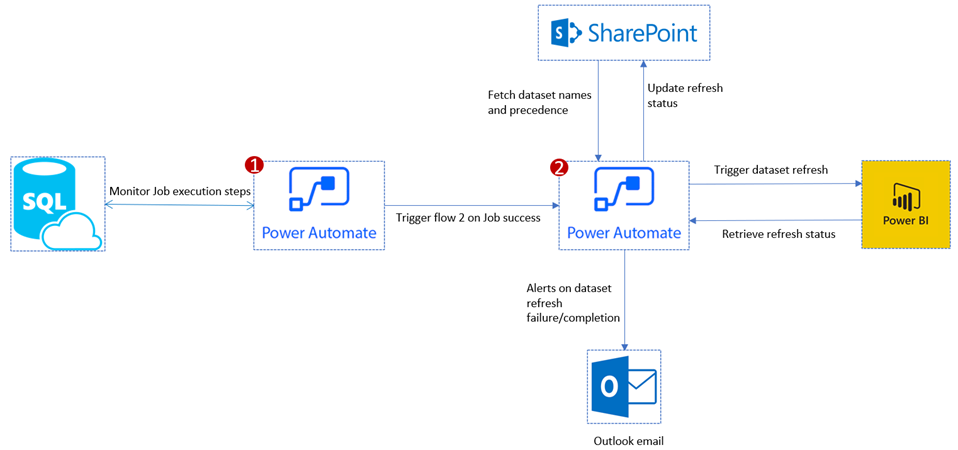 S
SharePoint
Fetch dataset names
and precedence
Update refresh
status
SQL
Monitor Job execution steps
1
Power Automate
Trigger flow 2 on Job success
2
Power Automate
Trigger dataset refresh
Retrieve refresh status
Power BI
Alerts on dataset
refresh
failure/completion
O
Outlook email